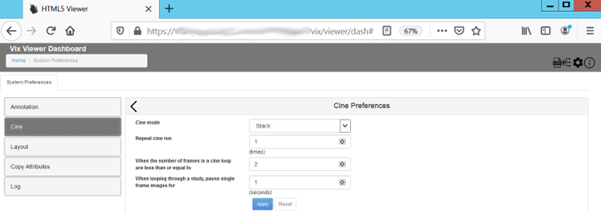 HTML5 Viewer
https://
/vix/viewer/dash#
67%
Vix Viewer Dashboard
Home / System Preferences
System Preferences
Annotation
Cine
Layout
Copy Attributes
Log
Cine Preferences
Cine mode
Stack
Repeat cine run
1
(times)
When the number of frames is a cine loop
are less than or equal to
2
When looping through a study, pause single
frame images for
1
(seconds)
Apply
Reset